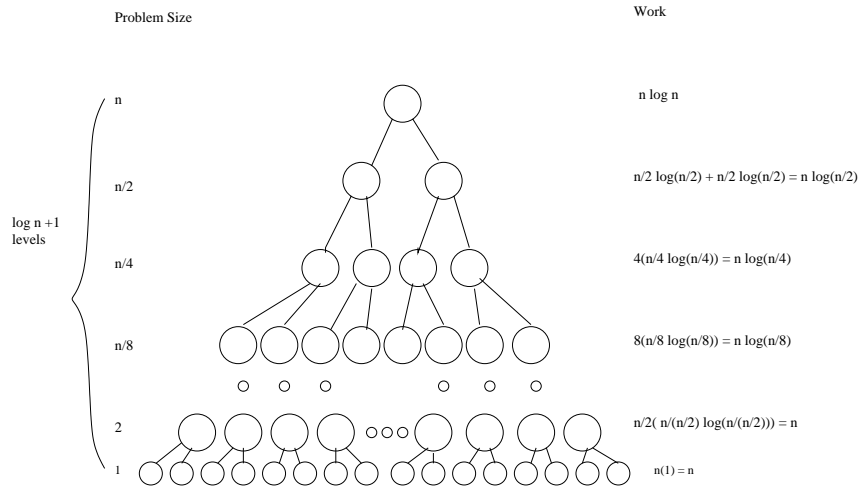 Problem Size
Work
n
n log n
n/2
n/2 log(n/2) + n/2 log(n/2) = n log(n/2)
log n +1
levels
n/4
4(n/4 log(n/4)) = n log(n/4)
n/8
8(n/8 log(n/8)) = n log(n/8)
2
n/2( n/(n/2) log(n/(n/2))) = n
1
n(1) = n